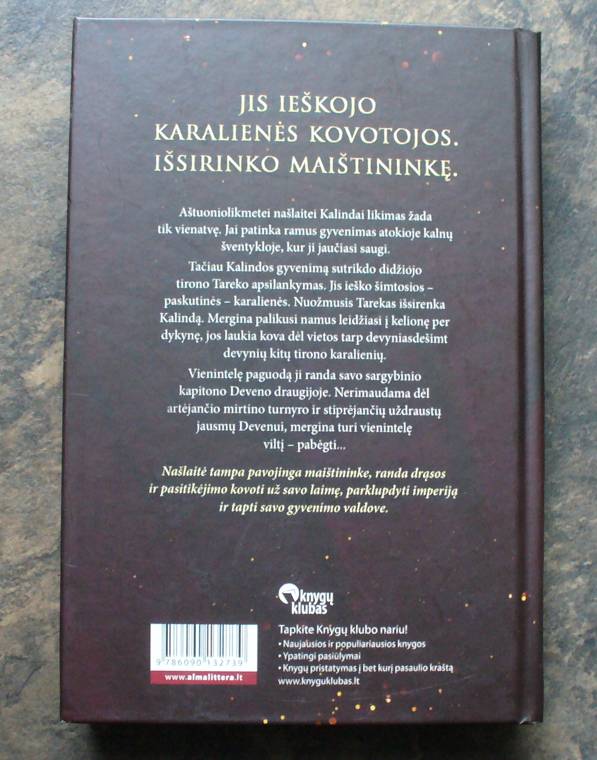 JIS IEŠKOJO
KARALIENĖS KOVOTOJOS.
IŠSIRINKO MAIŠTININKĘ.
Aštuoniolikmetei našlaitei Kalindai likimas žada
tik vienatvę. Jai patinka ramus gyvenimas atokioje kalnų
šventykloje, kur ji jaučiasi saugi.
Tačiau Kalindos gyvenimą sutrikdo didžiojo
tirono Tareko apsilankymas. Jis ieško šimtosios –
paskutinės – karalienės. Nuožmusis Tarekas išsirenka
Kalindą. Mergina palikusi namus leidžiasi į kelionę per
dykynę, jos laukia kova dėl vietos tarp devyniasdešimt
devynių kitų tirono karalienių.
Vienintelę paguodą ji randa savo sargybinio
kapitono Deveno draugijoje. Nerimaudama dėl
artėjančio mirtino turnyro ir stiprėjančių uždraustų
jausmų Devenui, mergina turi vienintelę
viltį – pabėgti...
Našlaitė tampa pavojinga maištininke, randa drąsos
ir pasitikėjimo kovoti už savo laimę, parklupdyti imperiją
ir tapti savo gyvenimo valdove.
knygų
klubas
Tapkite Knygų klubo nariu!
• Naujausios ir populiariausios knygos
• Ypatingi pasiūlymai
• Knygų pristatymas į bet kurį pasaulio kraštą
www.knyguklubas.lt
9 786090 132739
www.almalittera.lt